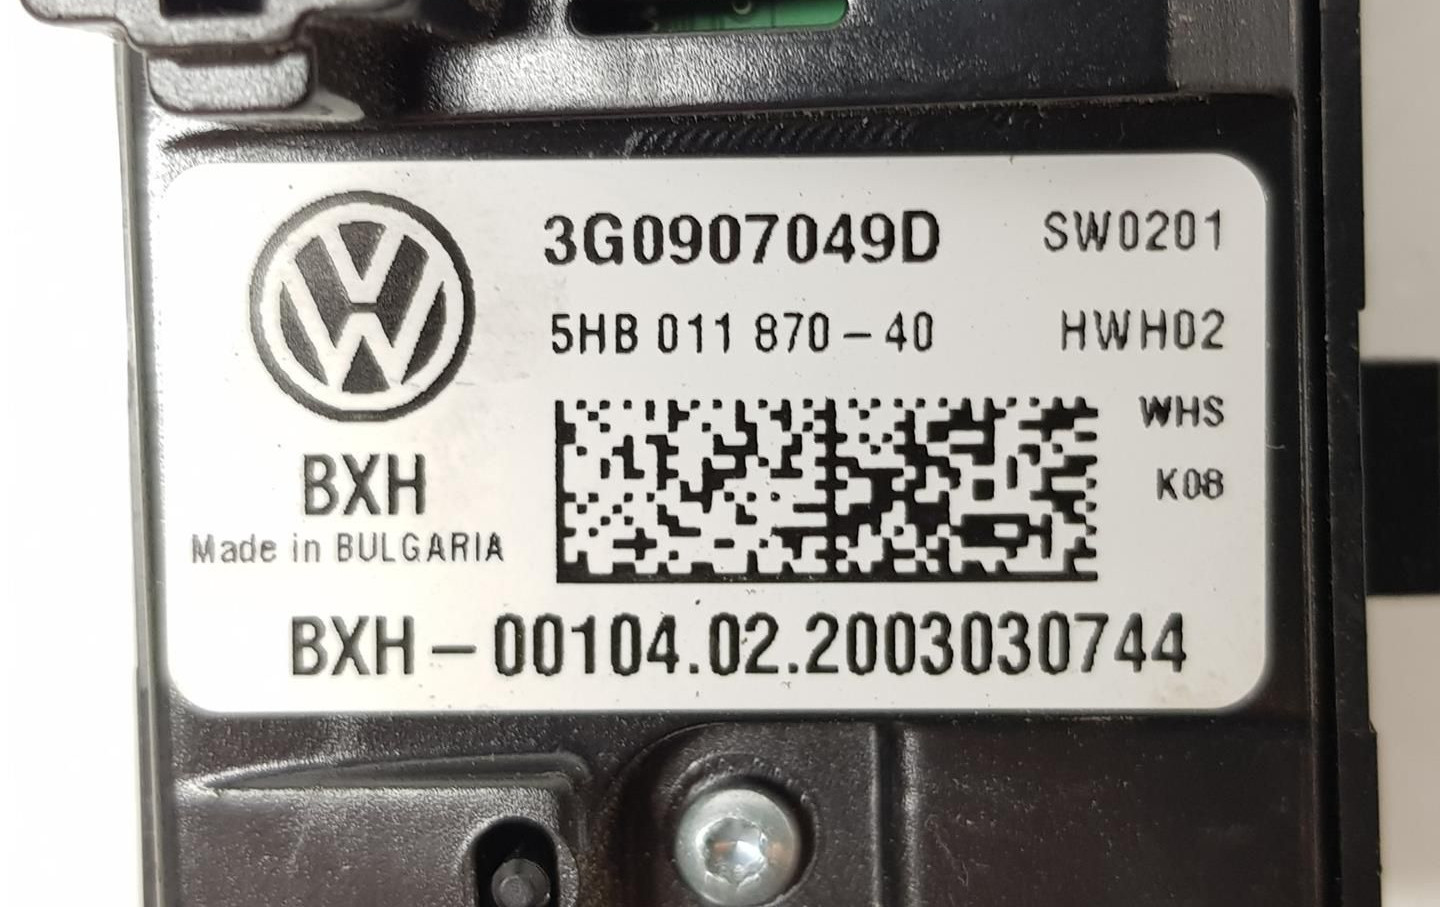 3G0907049D SW0201
5HB 011 870-40 HWH02
WHS
K08
BXH
Made in BULGARIA
BXH-00104.02.2003030744